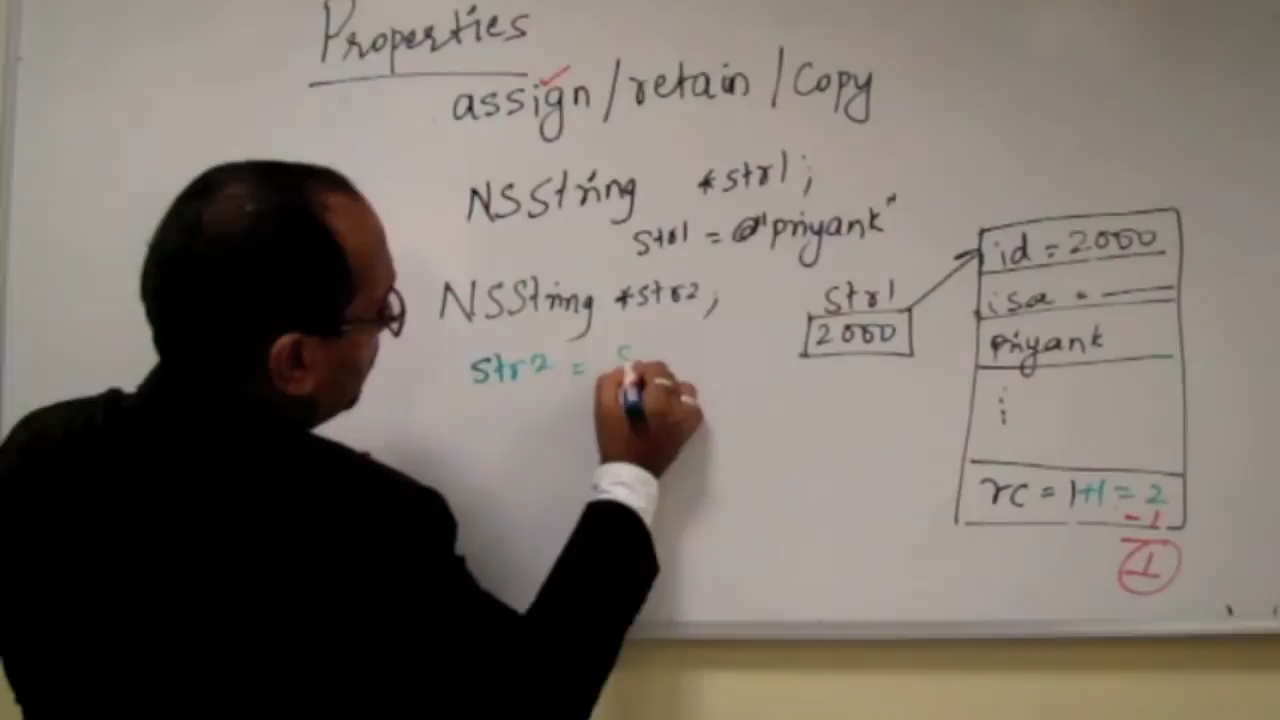 Properties
assign/retain/Copy
NSString *str1;
str1 = @"Priyank"
NSString *str2;
str2 = s
str1
2000
id = 2000
isa =
Priyank
rc = 1+1 = 2
-1
1